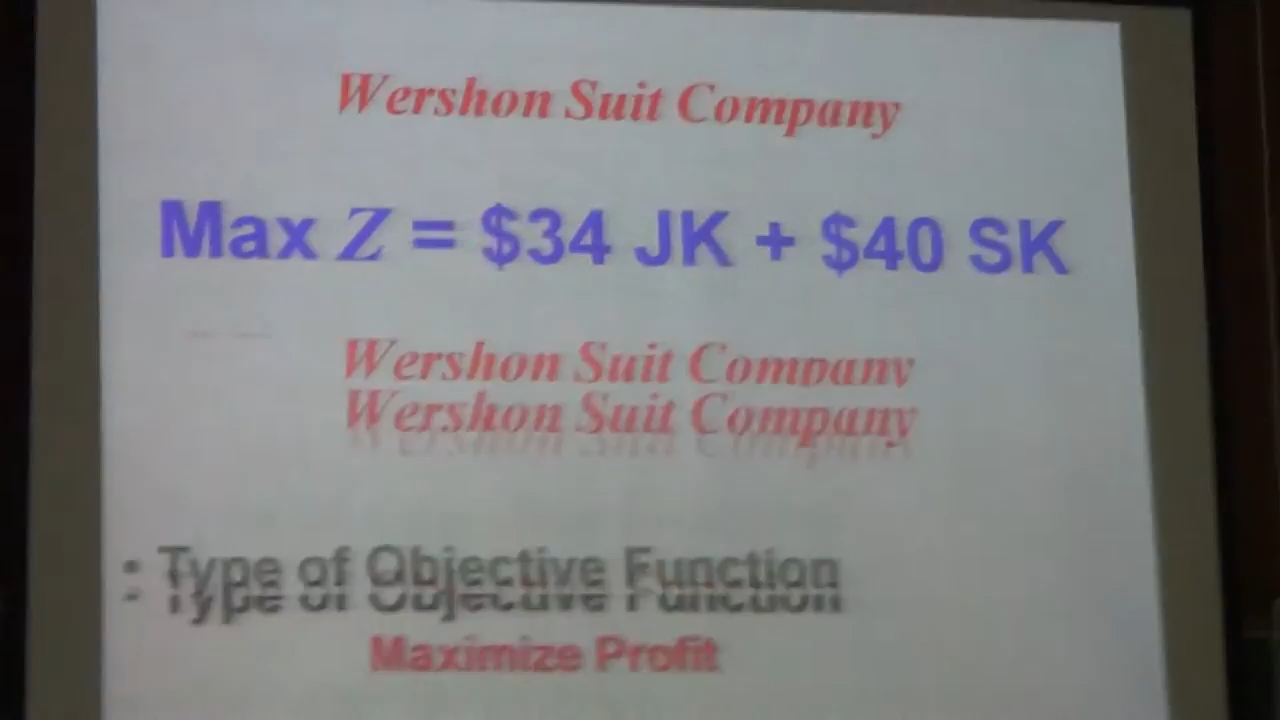 Wershon Suit Company
Max Z = $34 JK + $40 SK
Wershon Suit Company
Wershon Suit Company
: Type of Objective Function
Maximize Profit